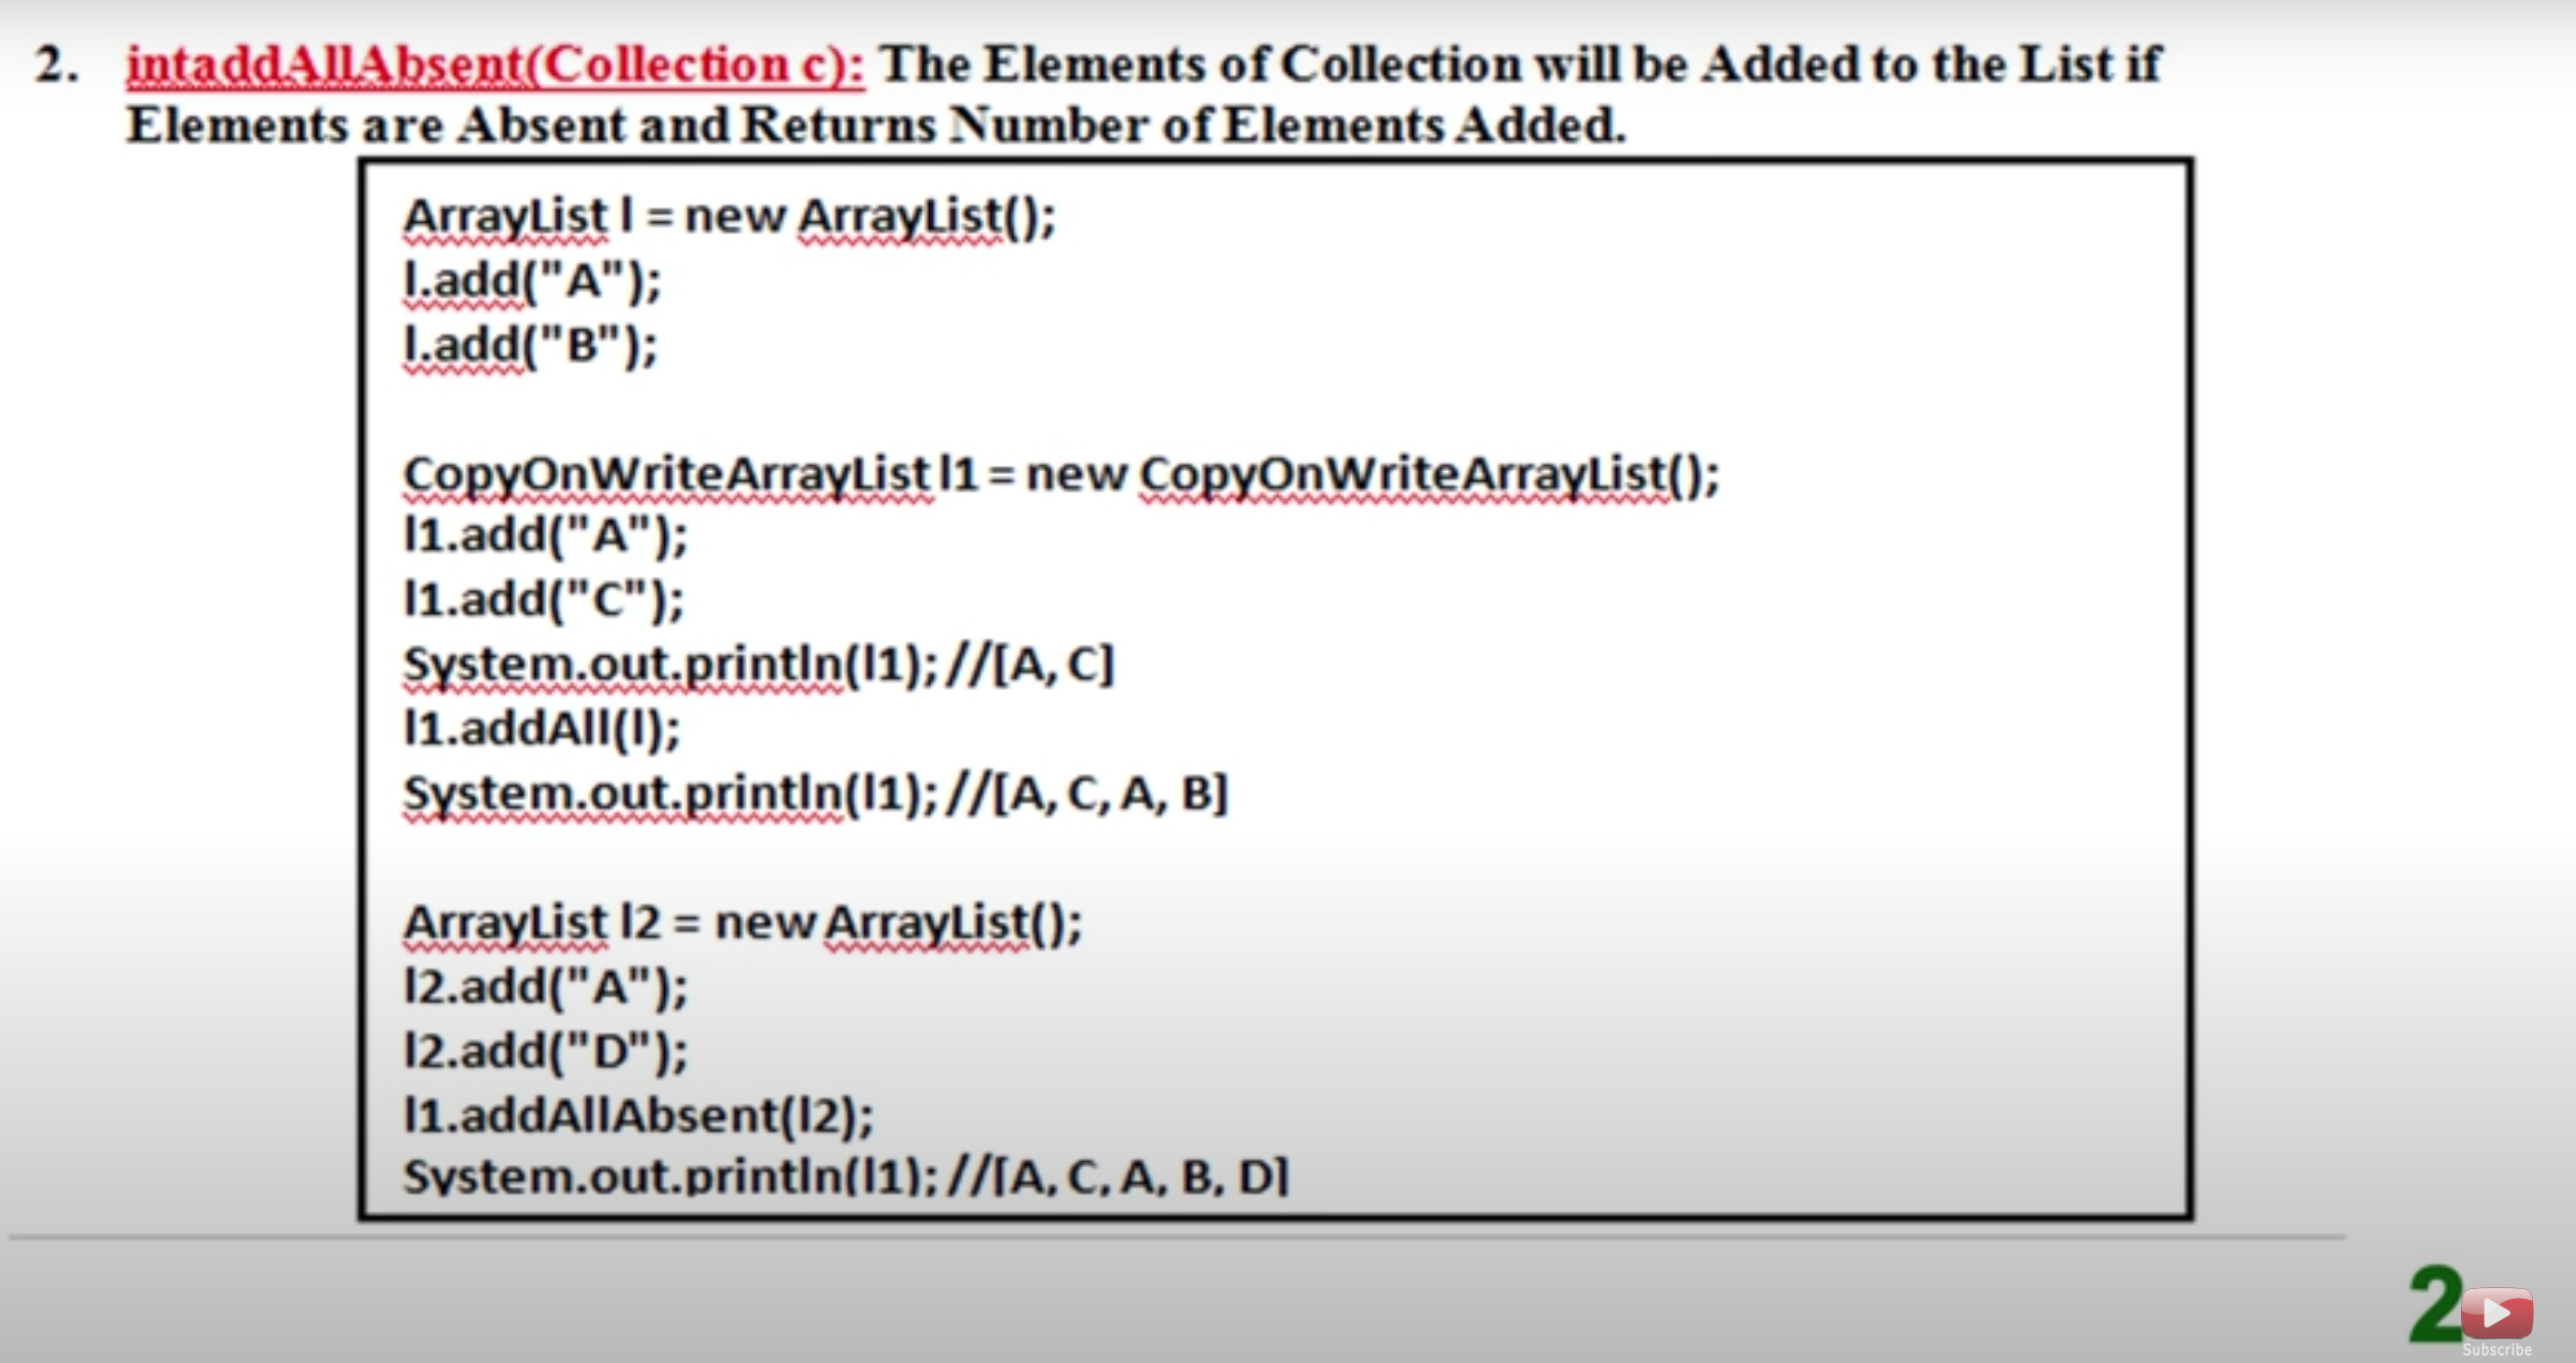 2. intaddAllAbsent(Collection c): The Elements of Collection will be Added to the List if
Elements are Absent and Returns Number of Elements Added.
ArrayList l = new ArrayList();
l.add("A");
l.add("B");
CopyOnWriteArrayList l1 = new CopyOnWriteArrayList();
l1.add("A");
l1.add("C");
System.out.println(l1); //[A, C]
l1.addAll(l);
System.out.println(l1); //[A, C, A, B]
ArrayList l2 = new ArrayList();
l2.add("A");
l2.add("D");
l1.addAllAbsent(l2);
System.out.println(l1); //[A, C, A, B, D]
2
Subscribe